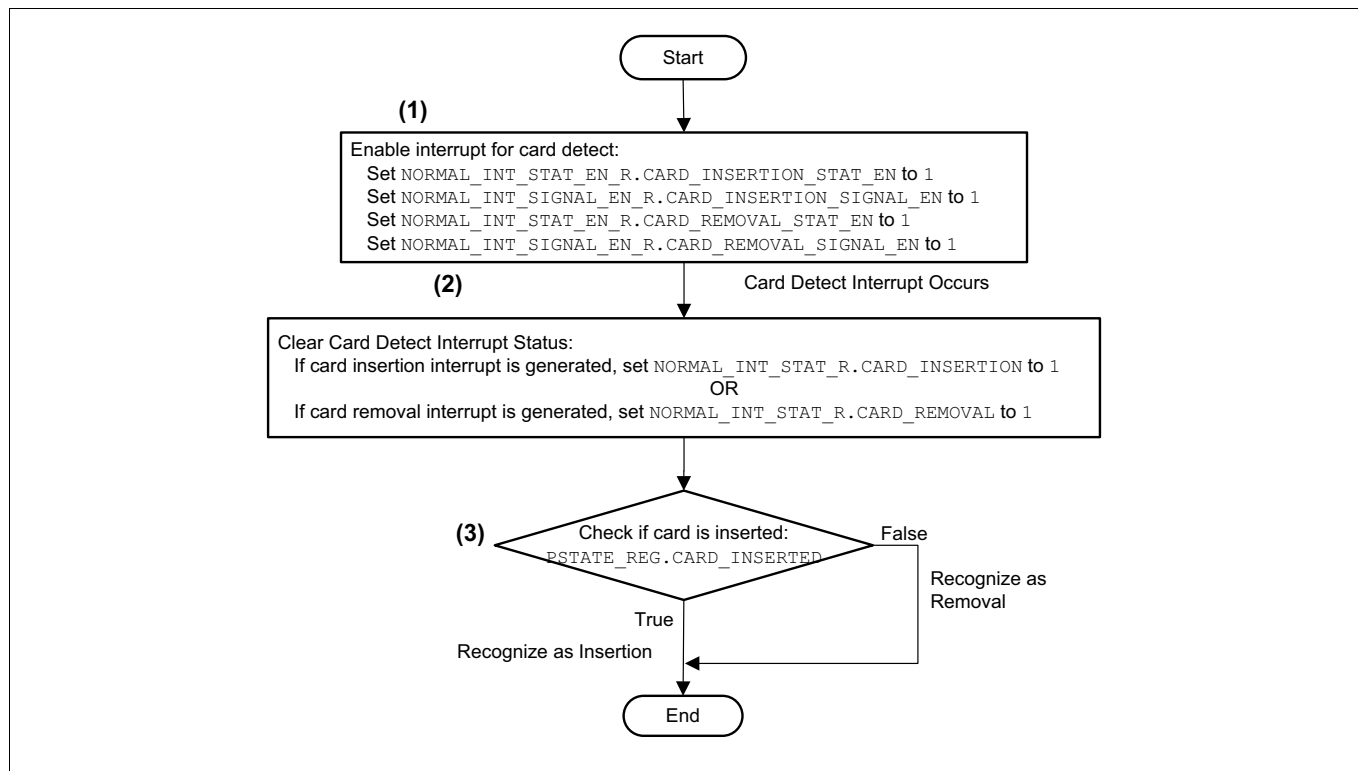 Start
(1)
Enable interrupt for card detect:
Set NORMAL_INT_STAT_EN_R.CARD_INSERTION_STAT_EN to 1
Set NORMAL_INT_SIGNAL_EN_R.CARD_INSERTION_SIGNAL_EN to 1
Set NORMAL_INT_STAT_EN_R.CARD_REMOVAL_STAT_EN to 1
Set NORMAL_INT_SIGNAL_EN_R.CARD_REMOVAL_SIGNAL_EN to 1
(2)
Card Detect Interrupt Occurs
Clear Card Detect Interrupt Status:
If card insertion interrupt is generated, set NORMAL_INT_STAT_R.CARD_INSERTION to 1
OR
If card removal interrupt is generated, set NORMAL_INT_STAT_R.CARD_REMOVAL to 1
(3)
Check if card is inserted:
PSTATE_REG.CARD_INSERTED
False
Recognize as
Removal
True
Recognize as Insertion
End